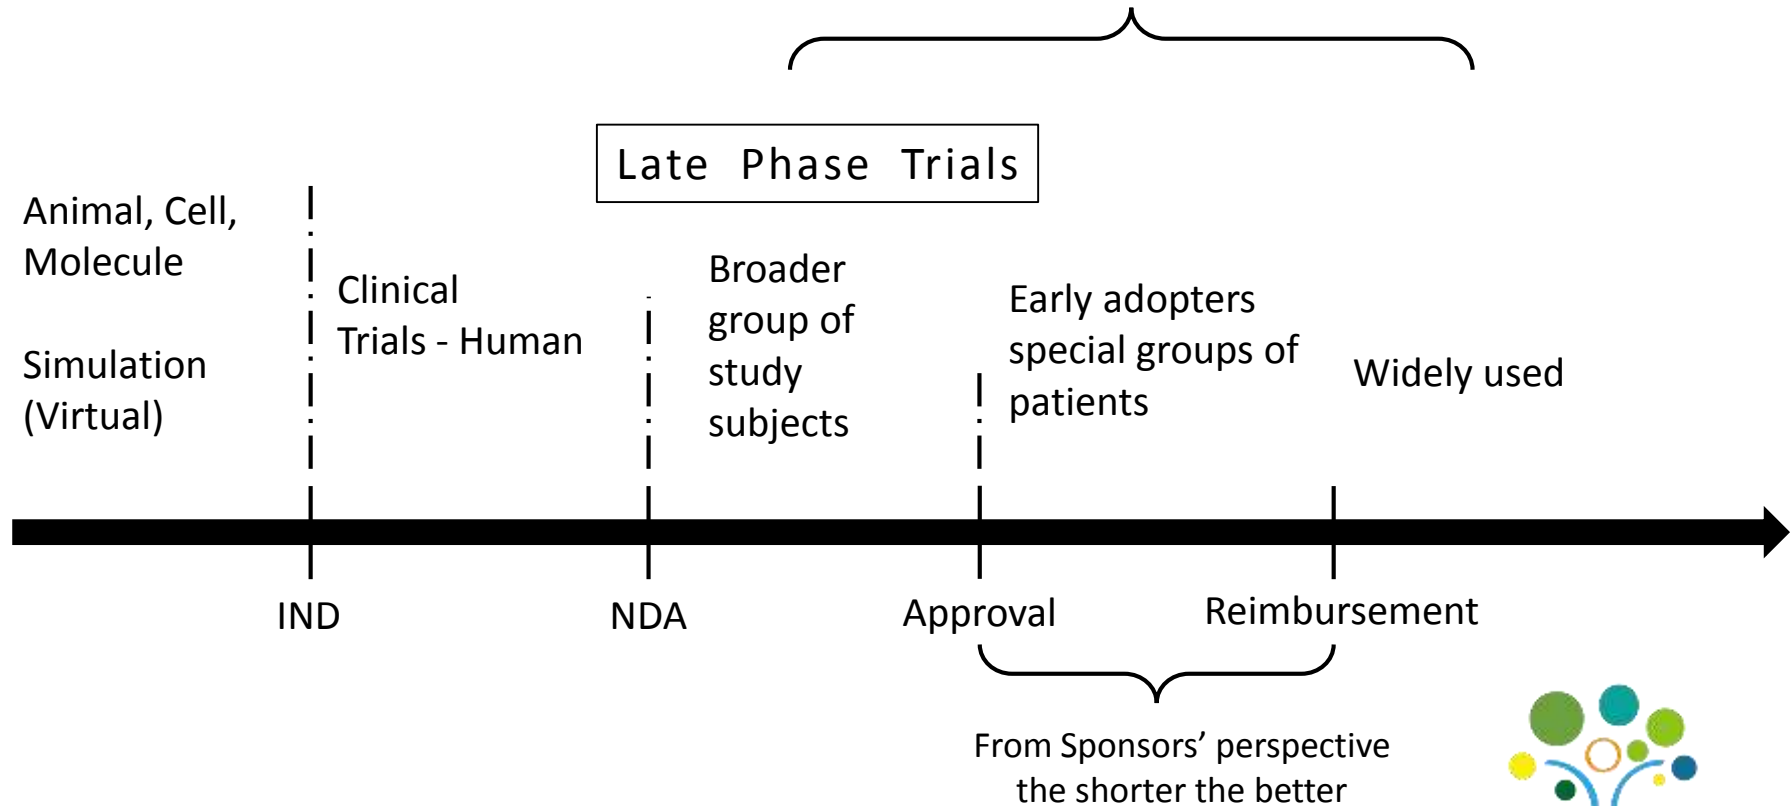 Late Phase Trials
Animal, Cell,
Molecule
Simulation
(Virtual)
Clinical
Trials - Human
Broader
group of
study
subjects
Early adopters
special groups of
patients
Widely used
IND
NDA
Approval
Reimbursement
From Sponsors’ perspective
the shorter the better